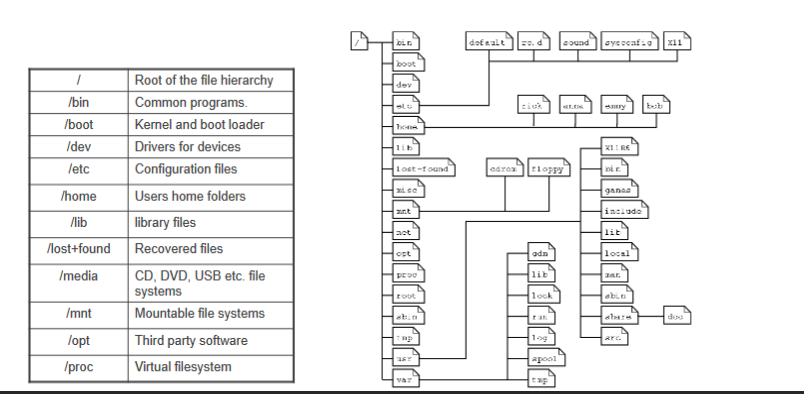 / Root of the file hierarchy
/bin Common programs.
/boot Kernel and boot loader
/dev Drivers for devices
/etc Configuration files
/home Users home folders
/lib library files
/lost+found Recovered files
/media CD, DVD, USB etc. file
systems
/mnt Mountable file systems
/opt Third party software
/proc Virtual filesystem
/ bin default rc.d sound sysconfig X11
boot
dev
etc rick anna emmy bob
home
lib X11R6
lost-found cdrom floppy bin
misc games
mnt include
net lib
opt gdm local
proc lib man
root lock sbin
sbin run share doc
tmp log src
usr spool
var tmp